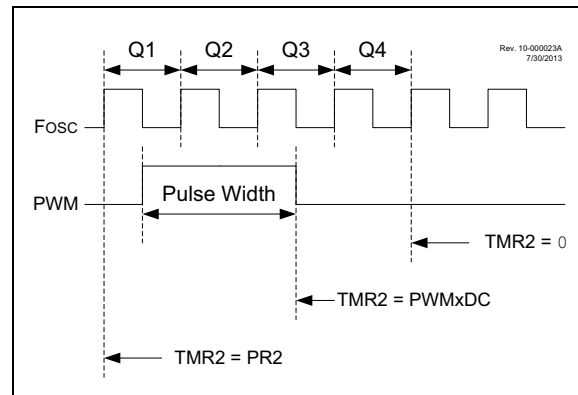 Q1 Q2 Q3 Q4
Rev. 10-000023A
7/30/2013
FOSC
PWM
Pulse Width
TMR2 = 0
TMR2 = PWMxDC
TMR2 = PR2